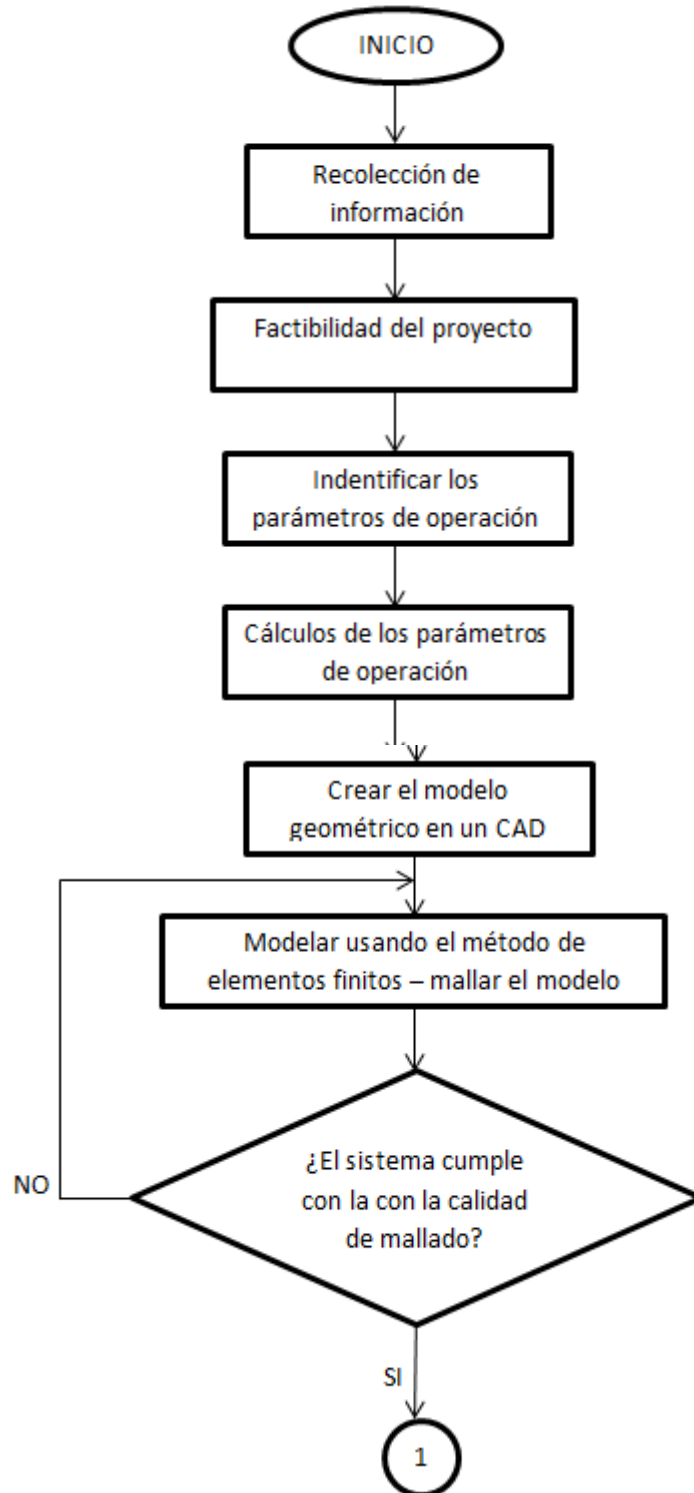 INICIO
Recolección de
información
Factibilidad del proyecto
Indentificar los
parámetros de operación
Cálculos de los parámetros
de operación
Crear el modelo
geométrico en un CAD
Modelar usando el método de
elementos finitos – mallar el modelo
¿El sistema cumple
con la con la calidad
de mallado?
NO
SI
1